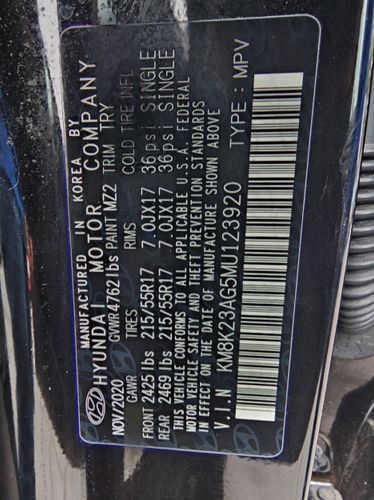 MANUFACTURED IN KOREA BY
HYUNDAI MOTOR COMPANY
NOV/2020 GVWR 4762 lbs PAINT MZ2 TRIM TRY
GAWR TIRES RIMS COLD TIRE INFL
FRONT 2425 lbs 215/55R17 7.0JX17 36 psi SINGLE
REAR 2469 lbs 215/55R17 7.0JX17 36 psi SINGLE
THIS VEHICLE CONFORMS TO ALL APPLICABLE U.S.A. FEDERAL
MOTOR VEHICLE SAFETY AND THEFT PREVENTION STANDARDS
IN EFFECT ON THE DATE OF MANUFACTURE SHOWN ABOVE
V.I.N KM8K23AG5MU123920 TYPE : MPV